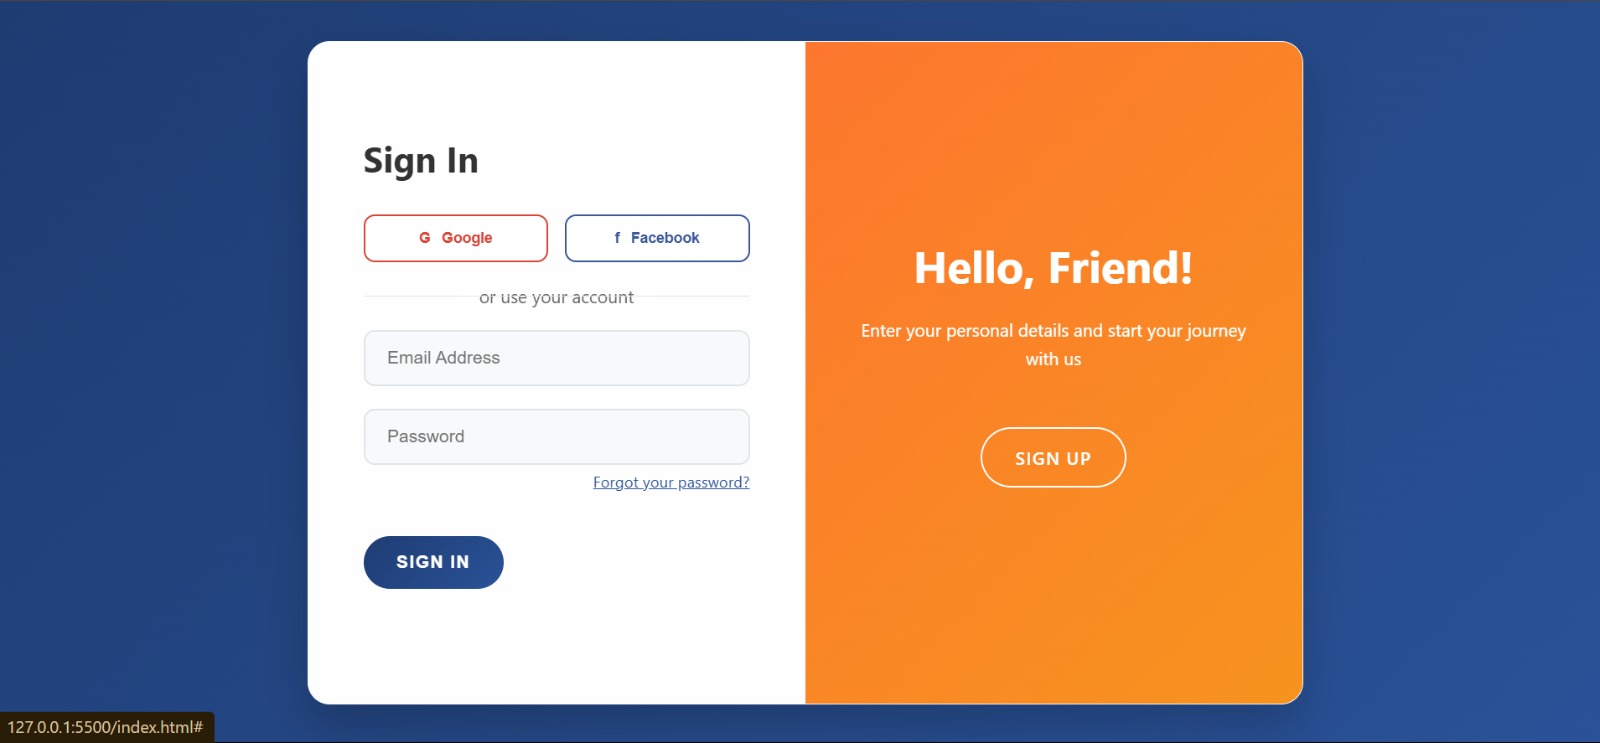 Sign In
G Google
f Facebook
or use your account
Email Address
Password
Forgot your password?
SIGN IN
Hello, Friend!
Enter your personal details and start your journey
with us
SIGN UP
127.0.0.1:5500/index.html#